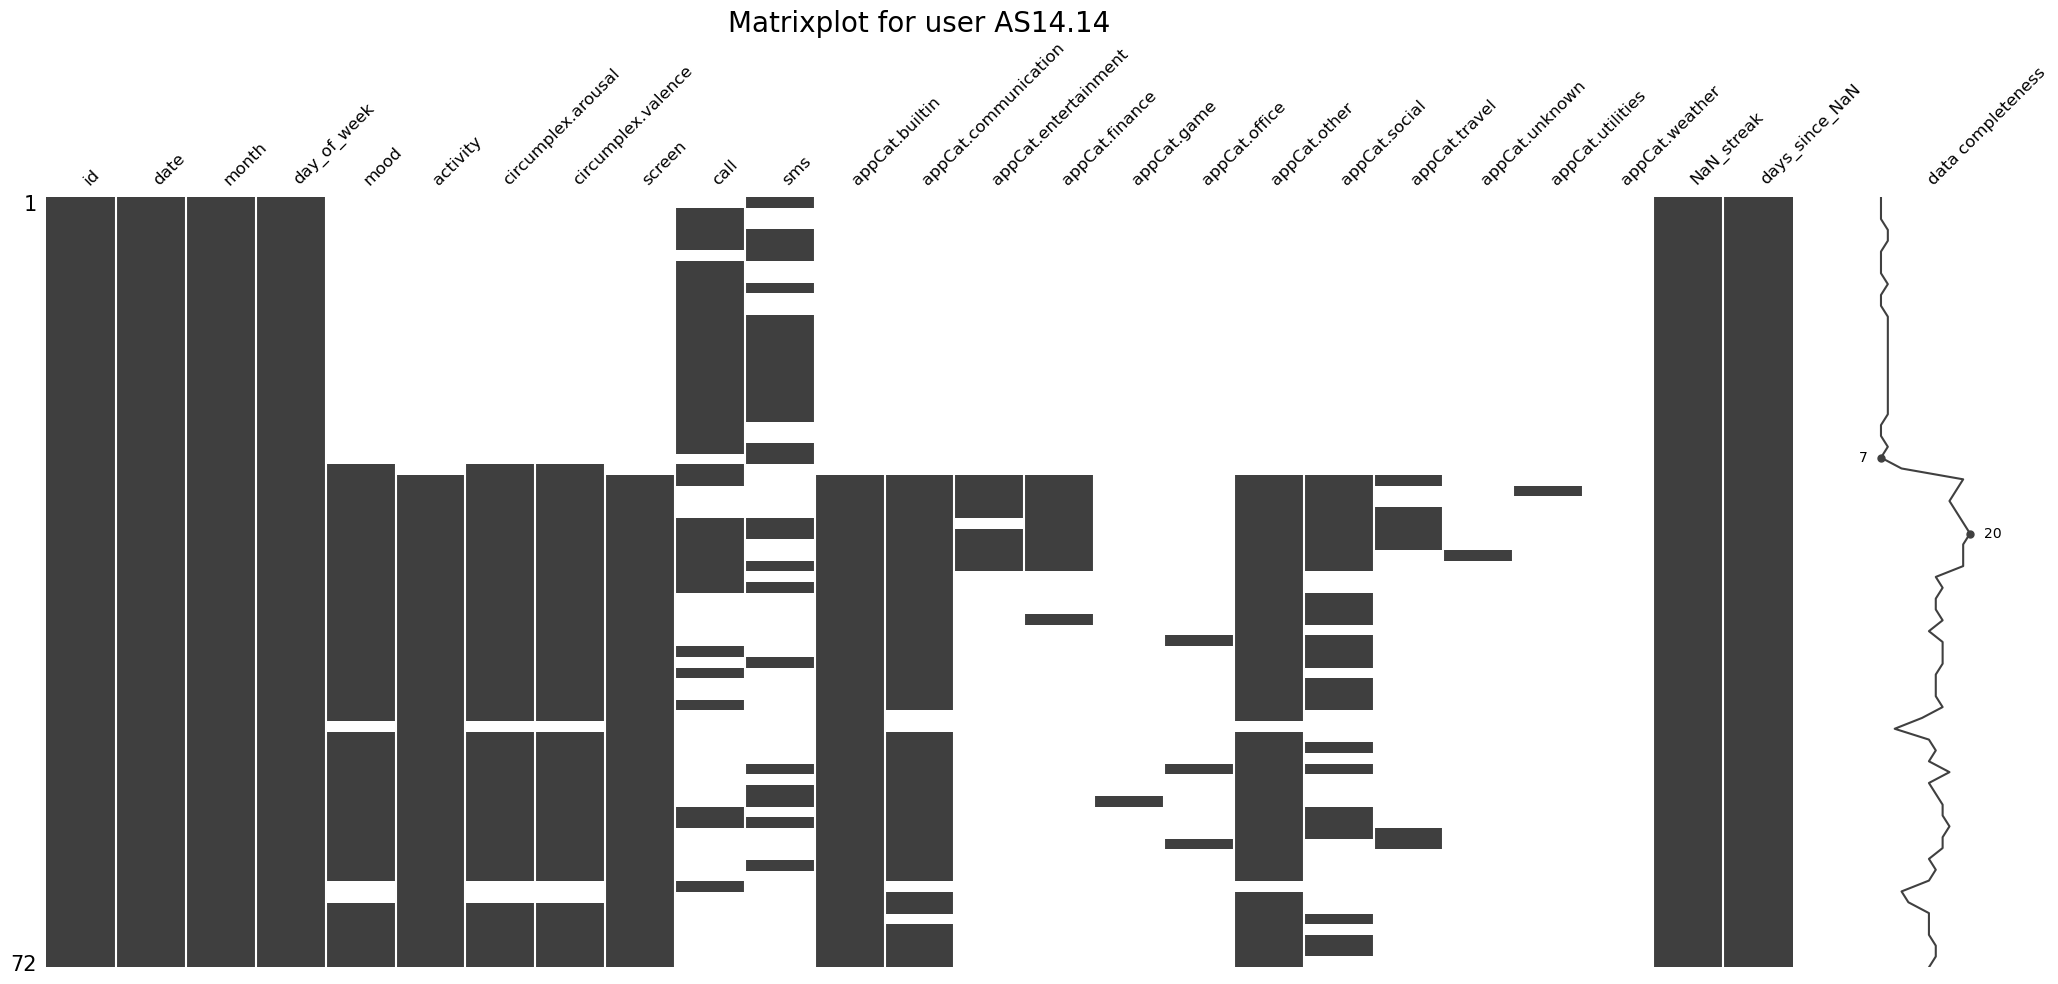 Matrixplot for user AS14.14
id
date
month
day_of_week
mood
activity
circumplex.arousal
circumplex.valence
screen
call
sms
appCat.builtin
appCat.communication
appCat.entertainment
appCat.finance
appCat.game
appCat.office
appCat.other
appCat.social
appCat.travel
appCat.unknown
appCat.utilities
appCat.weather
NaN_streak
days_since_NaN
data completeness
1
7
20
72